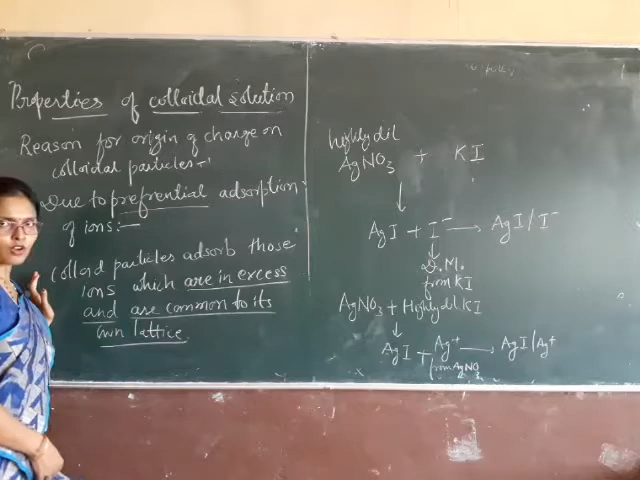 Properties of colloidal solution
Reason for origin of charge on
colloidal particles:-
Due to prefrential adsorption
of ions:-
Colloid particles adsorb those
ions which are in excess
and are common to its
own lattice
highly dil
AgNO3 + KI
↓
AgI + I⁻ → AgI/I⁻
↓
D.M.
from KI
AgNO3 + Highly dil KI
↓
AgI + Ag⁺ → AgI/Ag⁺
from AgNO3